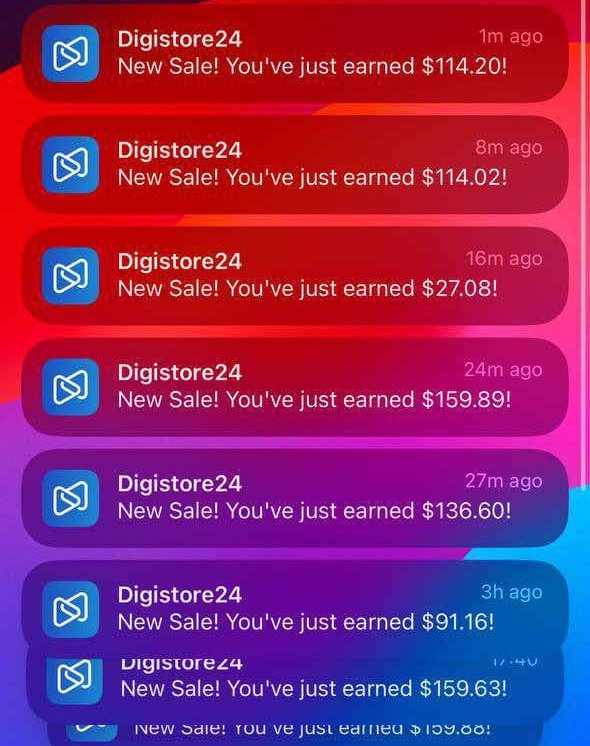 Digistore24
1m ago
New Sale! You've just earned $114.20!
Digistore24
8m ago
New Sale! You've just earned $114.02!
Digistore24
16m ago
New Sale! You've just earned $27.08!
Digistore24
24m ago
New Sale! You've just earned $159.89!
Digistore24
27m ago
New Sale! You've just earned $136.60!
Digistore24
3h ago
New Sale! You've just earned $91.16!
Digistore24
17:40
New Sale! You've just earned $159.63!
New Sale! You've just earned $159.88!